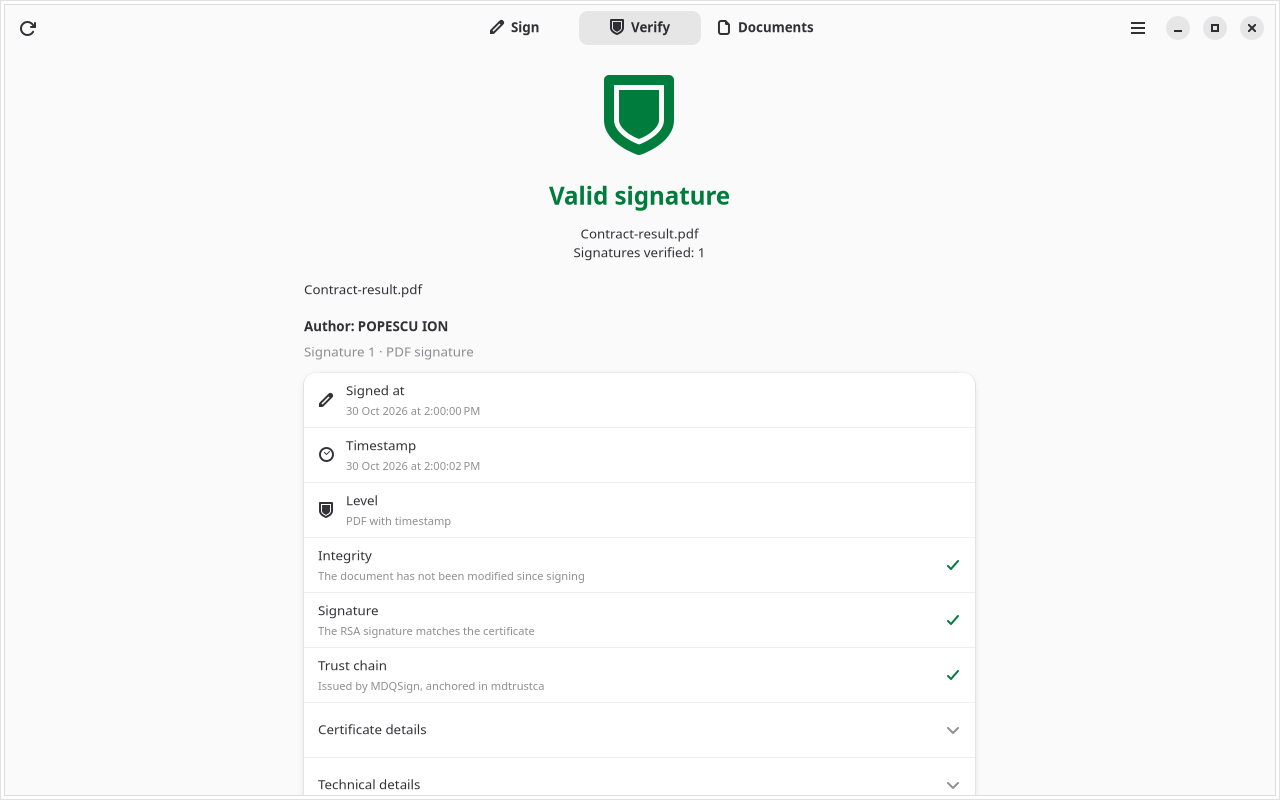 Sign
Verify
Documents
Valid signature
Contract-result.pdf
Signatures verified: 1
Contract-result.pdf
Author: POPESCU ION
Signature 1 · PDF signature
Signed at
30 Oct 2026 at 2:00:00 PM
Timestamp
30 Oct 2026 at 2:00:02 PM
Level
PDF with timestamp
Integrity
The document has not been modified since signing
Signature
The RSA signature matches the certificate
Trust chain
Issued by MDQSign, anchored in mdtrustca
Certificate details
Technical details